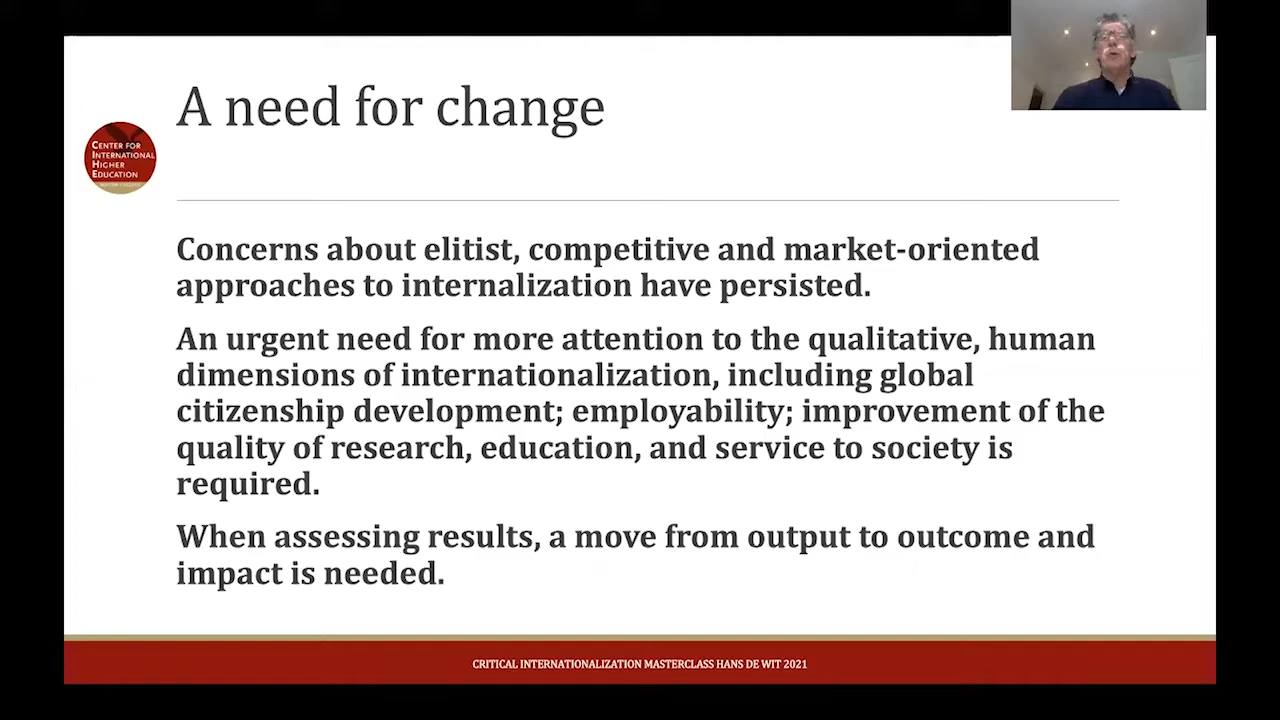 A need for change
CENTER FOR
INTERNATIONAL
HIGHER
EDUCATION
Concerns about elitist, competitive and market-oriented
approaches to internalization have persisted.
An urgent need for more attention to the qualitative, human
dimensions of internationalization, including global
citizenship development; employability; improvement of the
quality of research, education, and service to society is
required.
When assessing results, a move from output to outcome and
impact is needed.
CRITICAL INTERNATIONALIZATION MASTERCLASS HANS DE WIT 2021